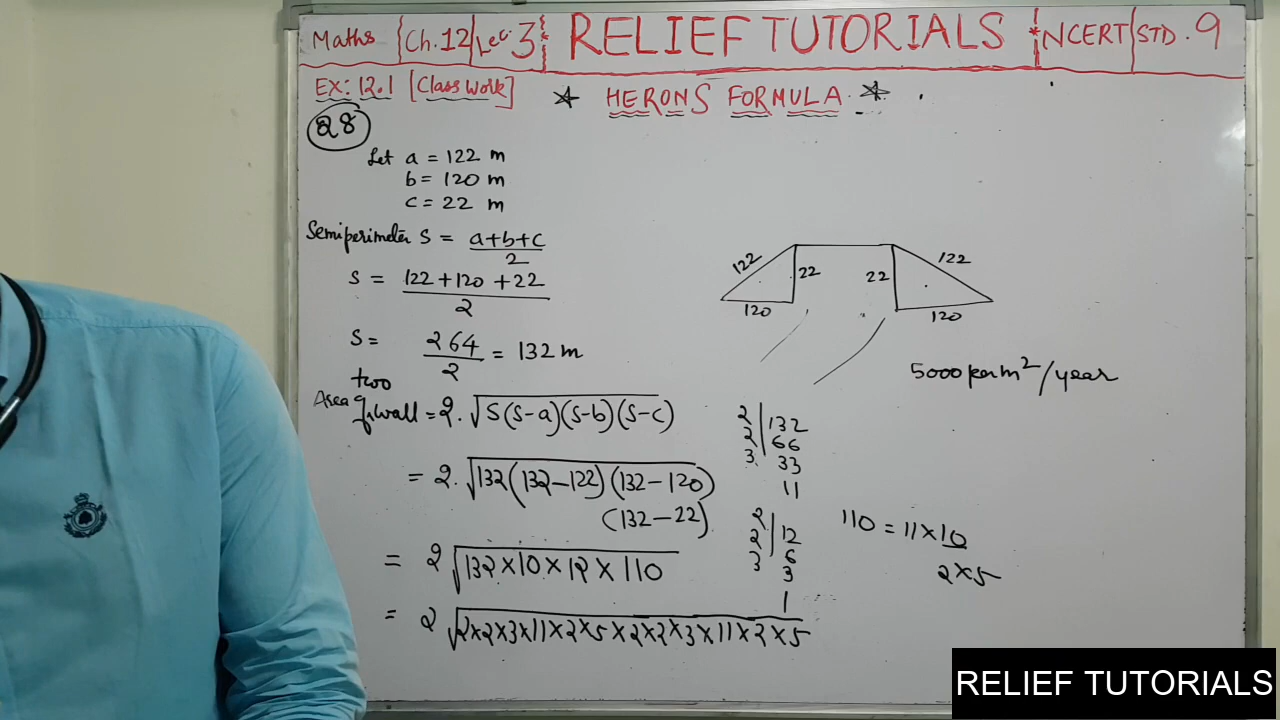 Maths Ch.12 Lec. 3 RELIEF TUTORIALS NCERT STD. 9
EX: 12.1 [Class work] HERONS FORMULA
Q8
Let a = 122 m
b = 120 m
c = 22 m
Semiperimeter S = a+b+c / 2
S = 122 + 120 + 22 / 2
S = 264 / 2 = 132 m
Area of two wall = 2. √S(S-a)(S-b)(S-c)
= 2. √132(132-122)(132-120)
(132-22)
= 2 √132×10×12×110
= 2 √2×2×3×11×2×5×2×2×3×11×2×5
122 22 22 122
120 120
5000 per m²/year
2 132
2 66
3 33
11
2 12
2 6
3 3
1
110 = 11×10
2×5
RELIEF TUTORIALS